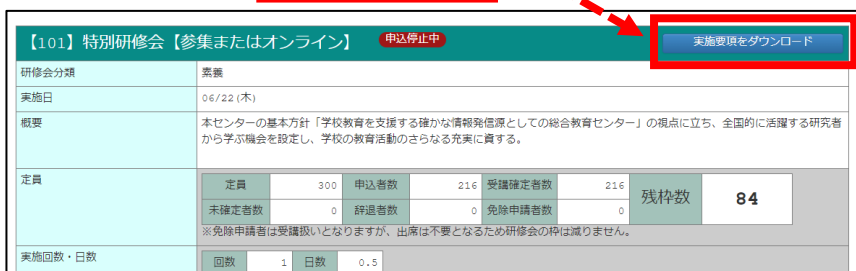 【101】特別研修会【参集またはオンライン】 申込停止中 実施要項をダウンロード
研修会分類 素養
実施日 06/22(木)
概要 本センターの基本方針「学校教育を支援する確かな情報発信源としての総合教育センター」の視点に立ち、全国的に活躍する研究者
から学ぶ機会を設定し、学校の教育活動のさらなる充実に資する。
定員 定員 300 申込者数 216 受講確定者数 216 残枠数 84
未確定者数 0 辞退者数 0 免除申請者数 0
※免除申請者は受講扱いとなりますが、出席は不要となるため研修会の枠は減りません。
実施回数・日数 回数 1 日数 0.5